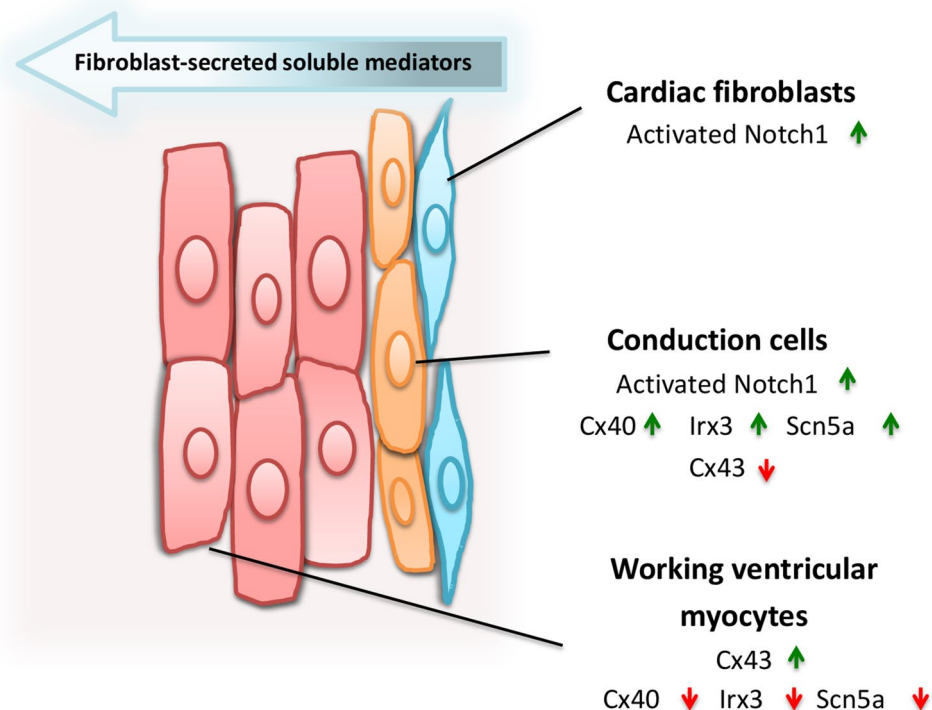 Fibroblast-secreted soluble mediators
Cardiac fibroblasts
Activated Notch1
Conduction cells
Activated Notch1
Cx40 Irx3 Scn5a
Cx43
Working ventricular
myocytes
Cx43
Cx40 Irx3 Scn5a